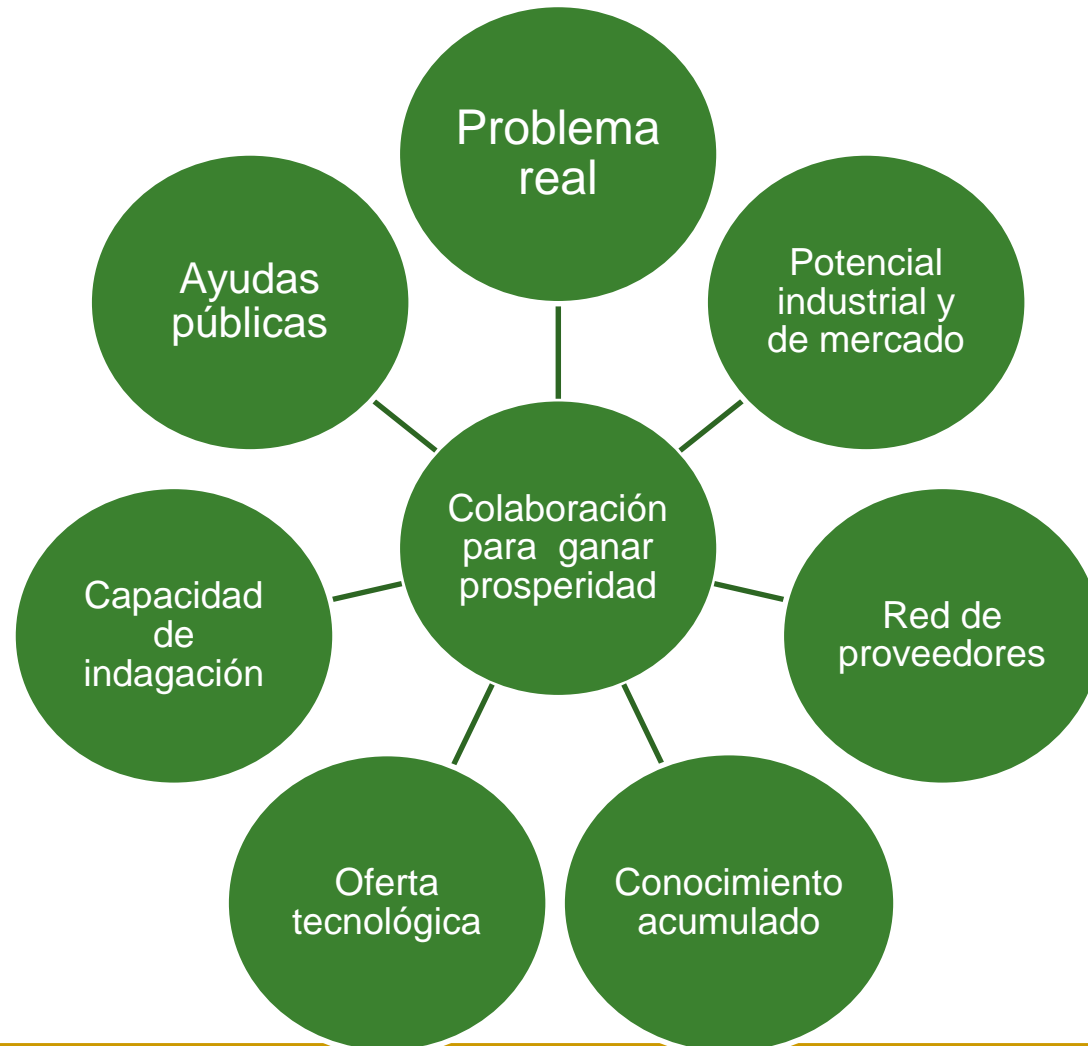 Problema
real
Potencial
industrial y
de mercado
Red de
proveedores
Conocimiento
acumulado
Oferta
tecnológica
Capacidad
de
indagación
Ayudas
públicas
Colaboración
para  ganar
prosperidad